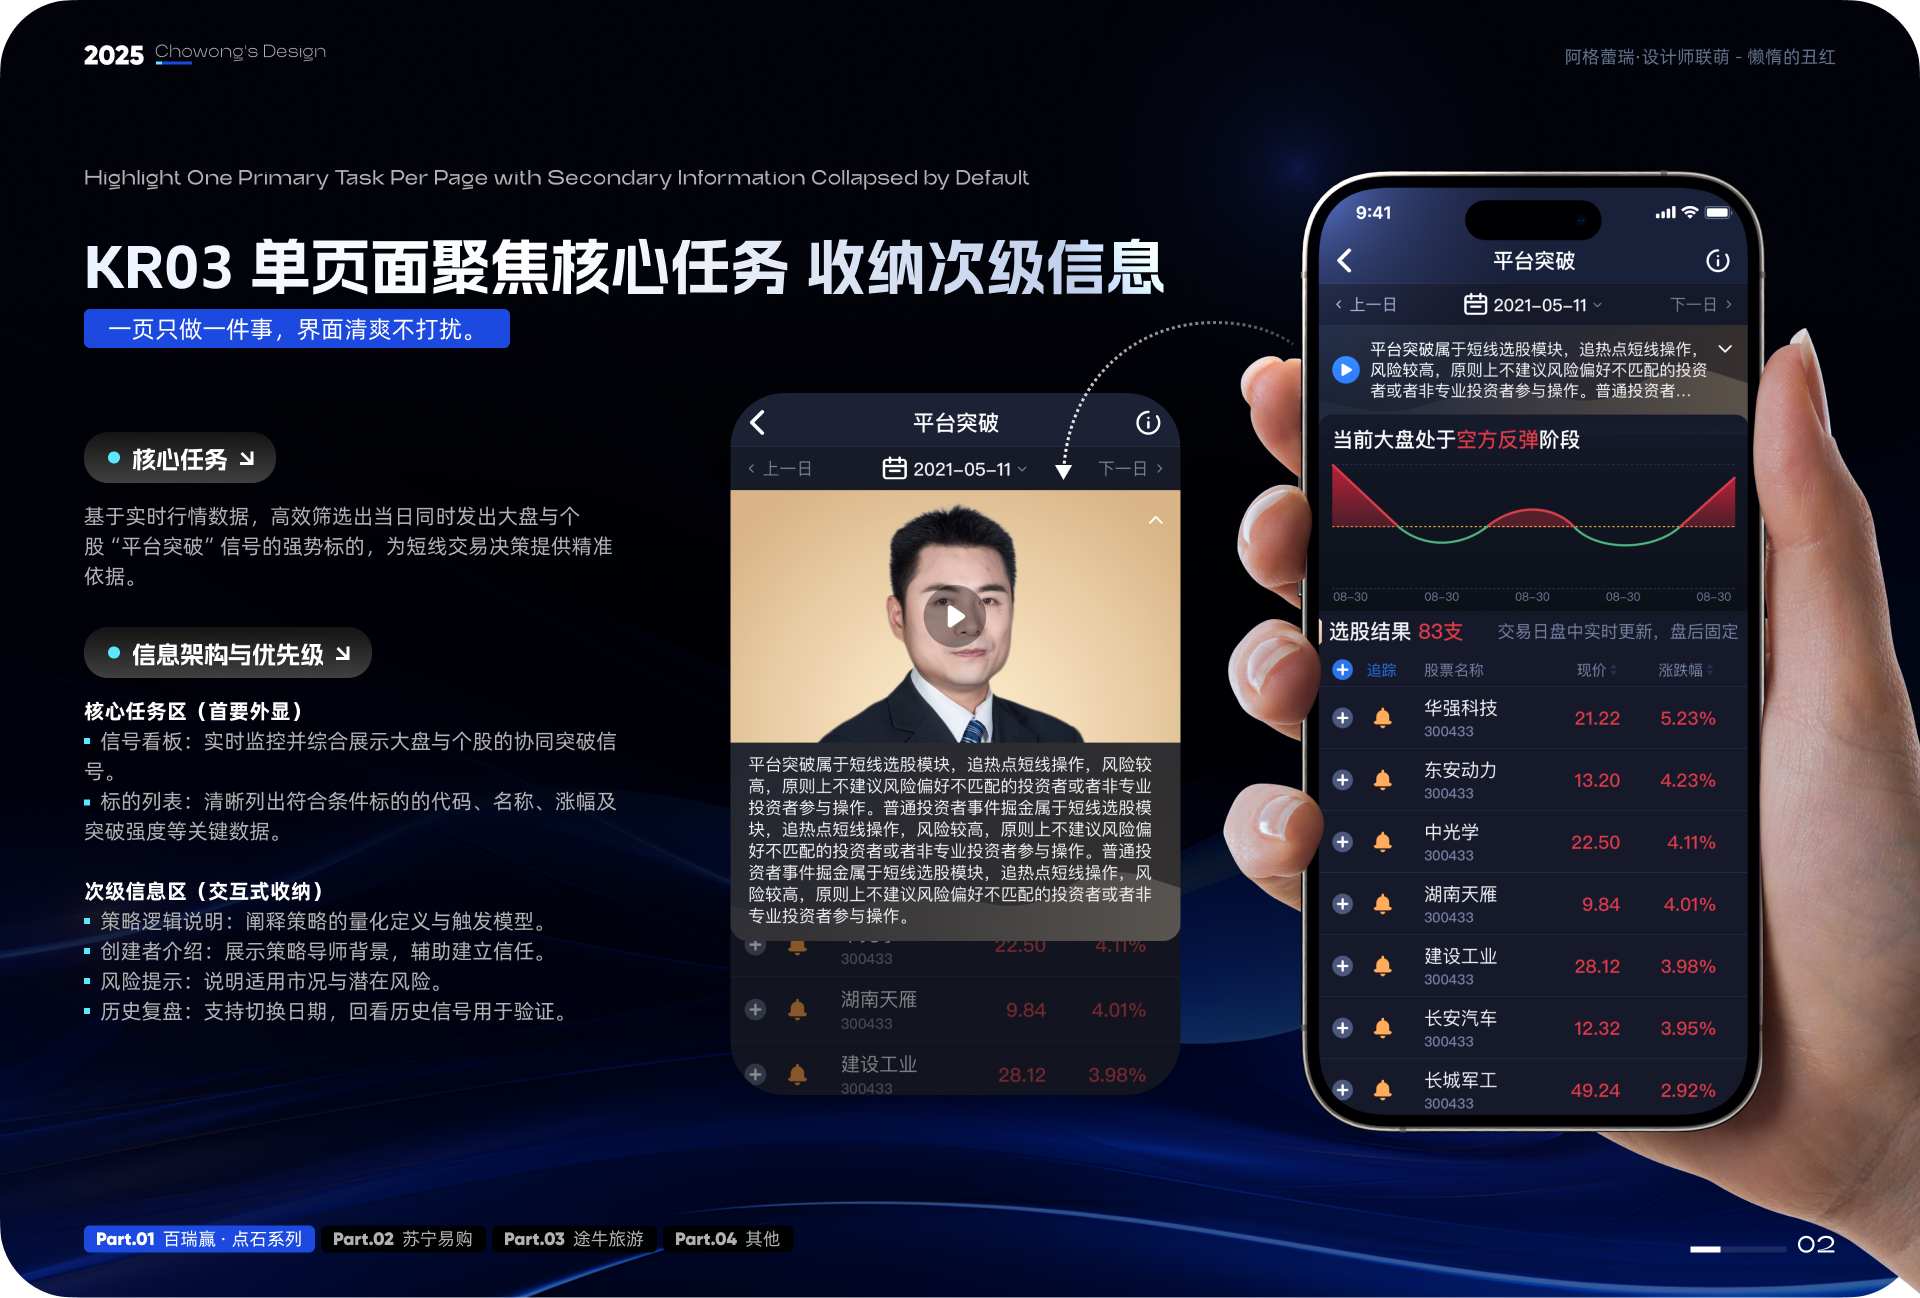 2025 Chowong's Design
阿格蕾瑞·设计师联萌 - 懒惰的丑红
Highlight One Primary Task Per Page with Secondary Information Collapsed by Default
KR03 单页面聚焦核心任务 收纳次级信息
一页只做一件事，界面清爽不打扰。
核心任务
基于实时行情数据，高效筛选出当日同时发出大盘与个
股“平台突破”信号的强势标的，为短线交易决策提供精准
依据。
信息架构与优先级
核心任务区（首要外显）
信号看板：实时监控并综合展示大盘与个股的协同突破信
号。
标的列表：清晰列出符合条件标的的代码、名称、涨幅及
突破强度等关键数据。
次级信息区（交互式收纳）
策略逻辑说明：阐释策略的量化定义与触发模型。
创建者介绍：展示策略导师背景，辅助建立信任。
风险提示：说明适用市况与潜在风险。
历史复盘：支持切换日期，回看历史信号用于验证。
平台突破
上一日 2021-05-11 下一日
平台突破属于短线选股模块，追热点短线操作，风险较
高，原则上不建议风险偏好不匹配的投资者或者非专业
投资者参与操作。普通投资者事件掘金属于短线选股模
块，追热点短线操作，风险较高，原则上不建议风险偏
好不匹配的投资者或者非专业投资者参与操作。普通投
资者事件掘金属于短线选股模块，追热点短线操作，风
险较高，原则上不建议风险偏好不匹配的投资者或者非
专业投资者参与操作。
22.50 4.11%
300433
湖南天雁 9.84 4.01%
300433
建设工业 28.12 3.98%
300433
9:41
平台突破
上一日 2021-05-11 下一日
平台突破属于短线选股模块，追热点短线操作，
风险较高，原则上不建议风险偏好不匹配的投资
者或者非专业投资者参与操作。普通投资者...
当前大盘处于空方反弹阶段
08-30 08-30 08-30 08-30 08-30
选股结果 83支 交易日盘中实时更新，盘后固定
追踪 股票名称 现价 涨跌幅
华强科技 21.22 5.23%
300433
东安动力 13.20 4.23%
300433
中光学 22.50 4.11%
300433
湖南天雁 9.84 4.01%
300433
建设工业 28.12 3.98%
300433
长安汽车 12.32 3.95%
300433
长城军工 49.24 2.92%
300433
Part.01 百瑞赢 · 点石系列 Part.02 苏宁易购 Part.03 途牛旅游 Part.04 其他
02